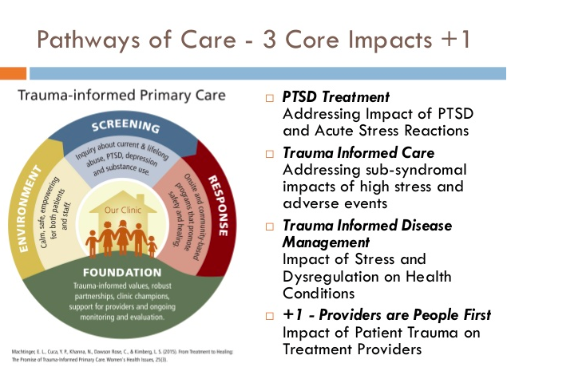 Pathways of Care - 3 Core Impacts +1
Trauma-informed Primary Care
SCREENING
Inquiry about current & lifelong
abuse, PTSD, depression
and substance use.
ENVIRONMENT
Calm, safe, empowering
for both patients
and staff.
RESPONSE
Onsite and community-based
programs that promote
safety and healing.
Our Clinic
FOUNDATION
Trauma-informed values, robust
partnerships, clinic champions,
support for providers and ongoing
monitoring and evaluation.
Machtinger, E. L., Cuca, Y. P., Khanna, N., Dawson Rose, C., & Kimberg, L. S. (2015). From Treatment to Healing:
The Promise of Trauma-Informed Primary Care. Women's Health Issues, 25(3).
PTSD Treatment
Addressing Impact of PTSD
and Acute Stress Reactions
Trauma Informed Care
Addressing sub-syndromal
impacts of high stress and
adverse events
Trauma Informed Disease
Management
Impact of Stress and
Dysregulation on Health
Conditions
+1 - Providers are People First
Impact of Patient Trauma on
Treatment Providers